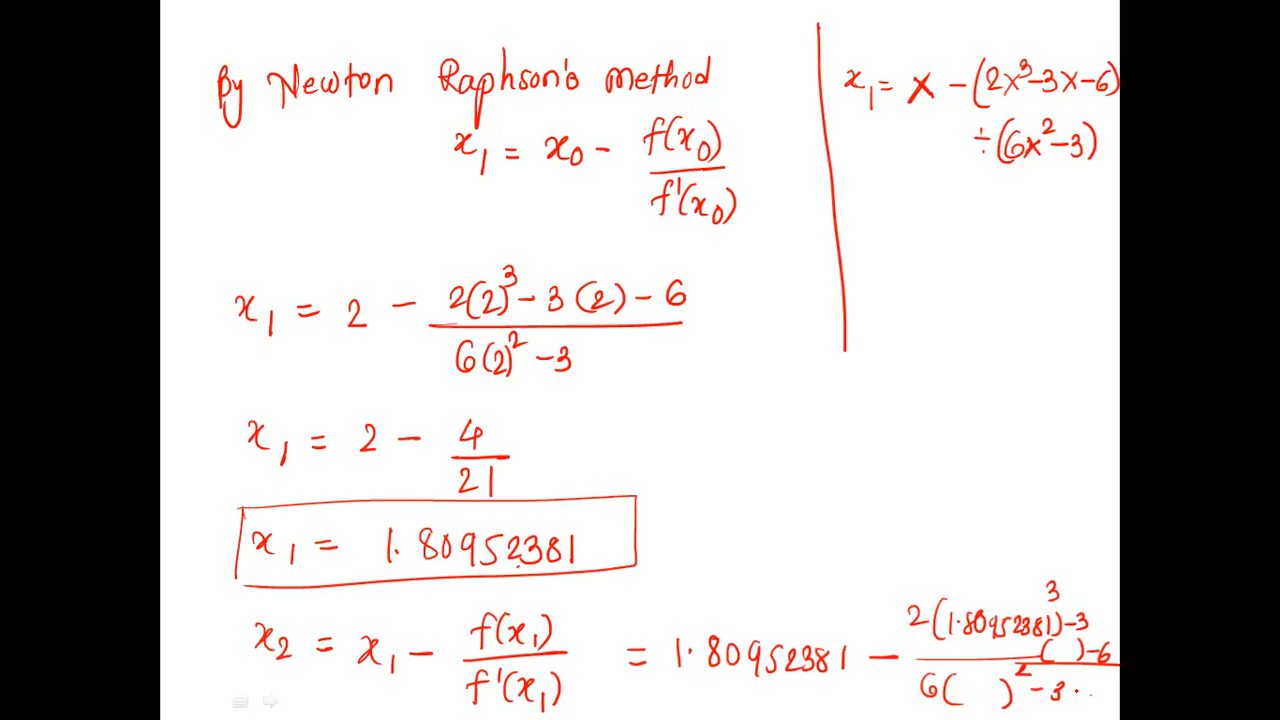 By Newton Raphson's method
x₁ = x₀ - f(x₀) / f'(x₀)
x₁ = 2 - 2(2)³ - 3(2) - 6 / 6(2)² - 3
x₁ = 2 - 4 / 21
x₁ = 1.80952381
x₂ = x₁ - f(x₁) / f'(x₁) = 1.80952381 - 2(1.80952381)³ - 3( ) - 6 / 6( )² - 3
x₁ = x - (2x³ - 3x - 6)
÷ (6x² - 3)